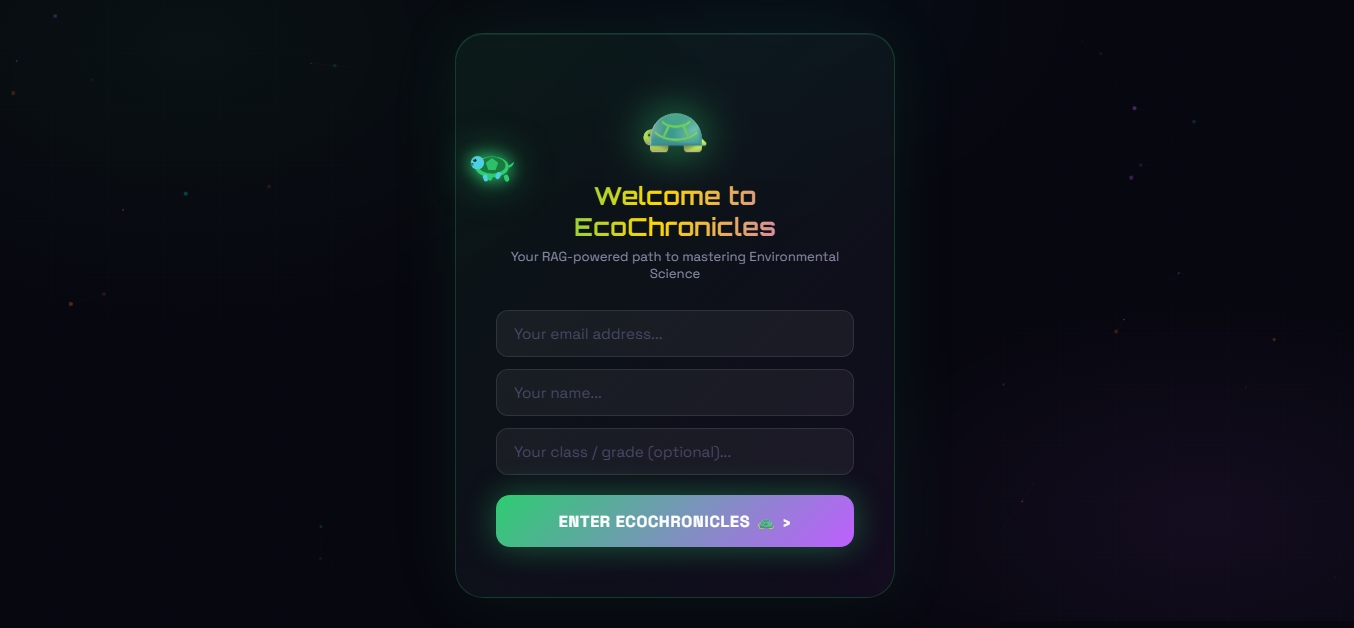 Welcome to
EcoChronicles
Your RAG-powered path to mastering Environmental
Science
Your email address...
Your name...
Your class / grade (optional)...
ENTER ECOCHRONICLES 🐢 >